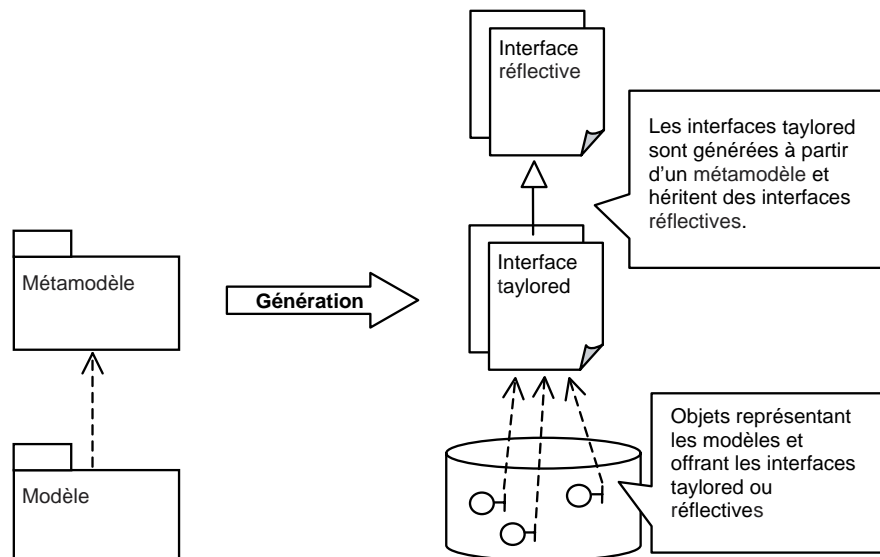 Interface
réflective
Les interfaces taylored
sont générées à partir
d'un métamodèle et
héritent des interfaces
réflectives.
Métamodèle
Génération
Interface
taylored
Modèle
Objets représentant
les modèles et
offrant les interfaces
taylored ou
réflectives